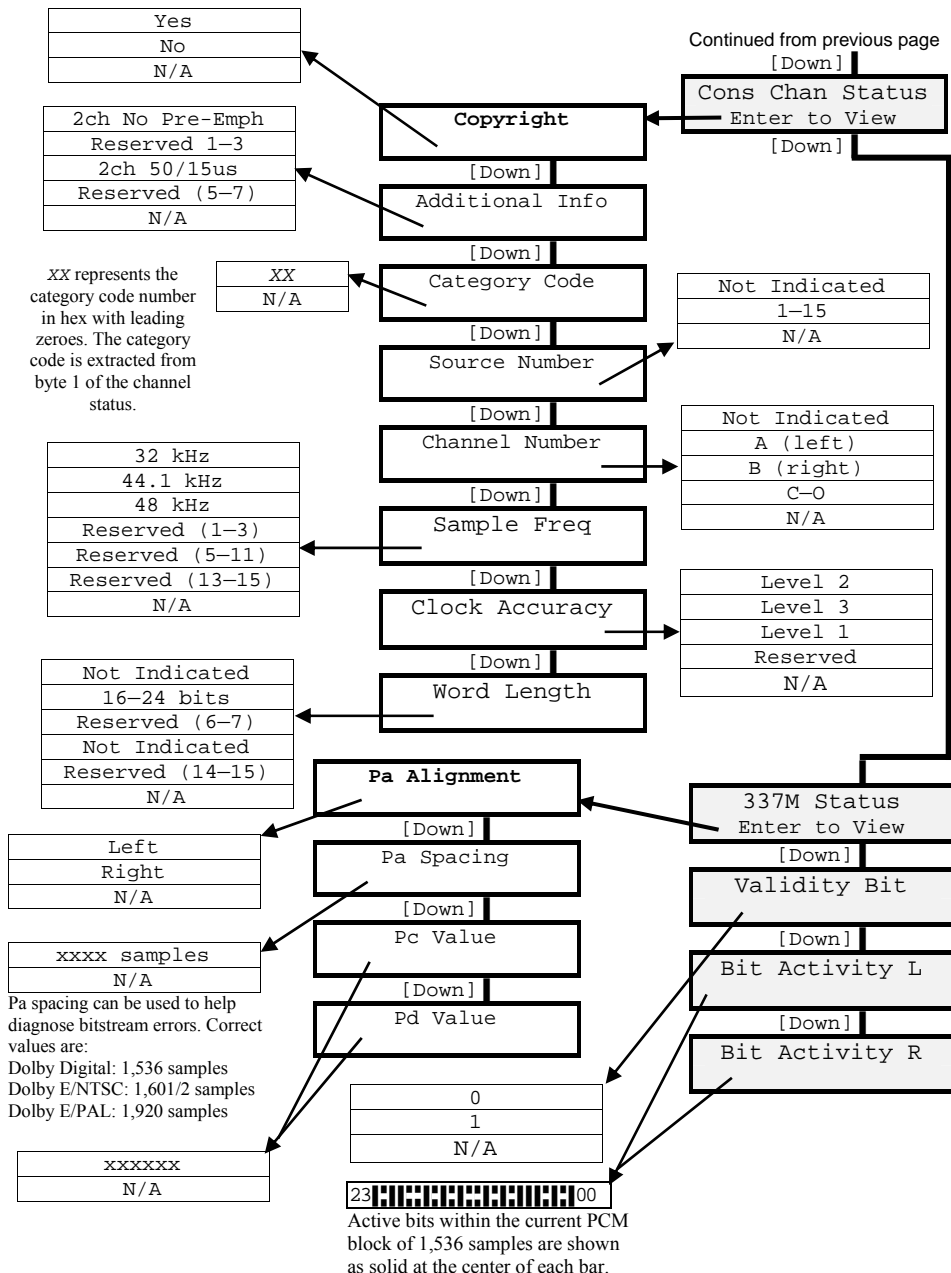 Continued from previous page
[Down]
Cons Chan Status
Enter to View
[Down]
Yes
No
N/A
Copyright
[Down]
2ch No Pre-Emph
Reserved 1–3
2ch 50/15us
Reserved (5–7)
N/A
Additional Info
[Down]
XX represents the
category code number
in hex with leading
zeroes. The category
code is extracted from
byte 1 of the channel
status.
XX
N/A
Category Code
[Down]
Not Indicated
1–15
N/A
Source Number
[Down]
Channel Number
Not Indicated
A (left)
B (right)
C–O
N/A
[Down]
32 kHz
44.1 kHz
48 kHz
Reserved (1–3)
Reserved (5–11)
Reserved (13–15)
N/A
Sample Freq
[Down]
Clock Accuracy
Level 2
Level 3
Level 1
Reserved
N/A
[Down]
Word Length
Not Indicated
16–24 bits
Reserved (6–7)
Not Indicated
Reserved (14–15)
N/A
Pa Alignment
337M Status
Enter to View
[Down]
Left
Right
N/A
Pa Spacing
[Down]
Validity Bit
[Down]
xxxx samples
N/A
Pa spacing can be used to help
diagnose bitstream errors. Correct
values are:
Dolby Digital: 1,536 samples
Dolby E/NTSC: 1,601/2 samples
Dolby E/PAL: 1,920 samples
Pc Value
[Down]
Pd Value
[Down]
Bit Activity L
[Down]
Bit Activity R
0
1
N/A
xxxxxx
N/A
23 00
Active bits within the current PCM
block of 1,536 samples are shown
as solid at the center of each bar.